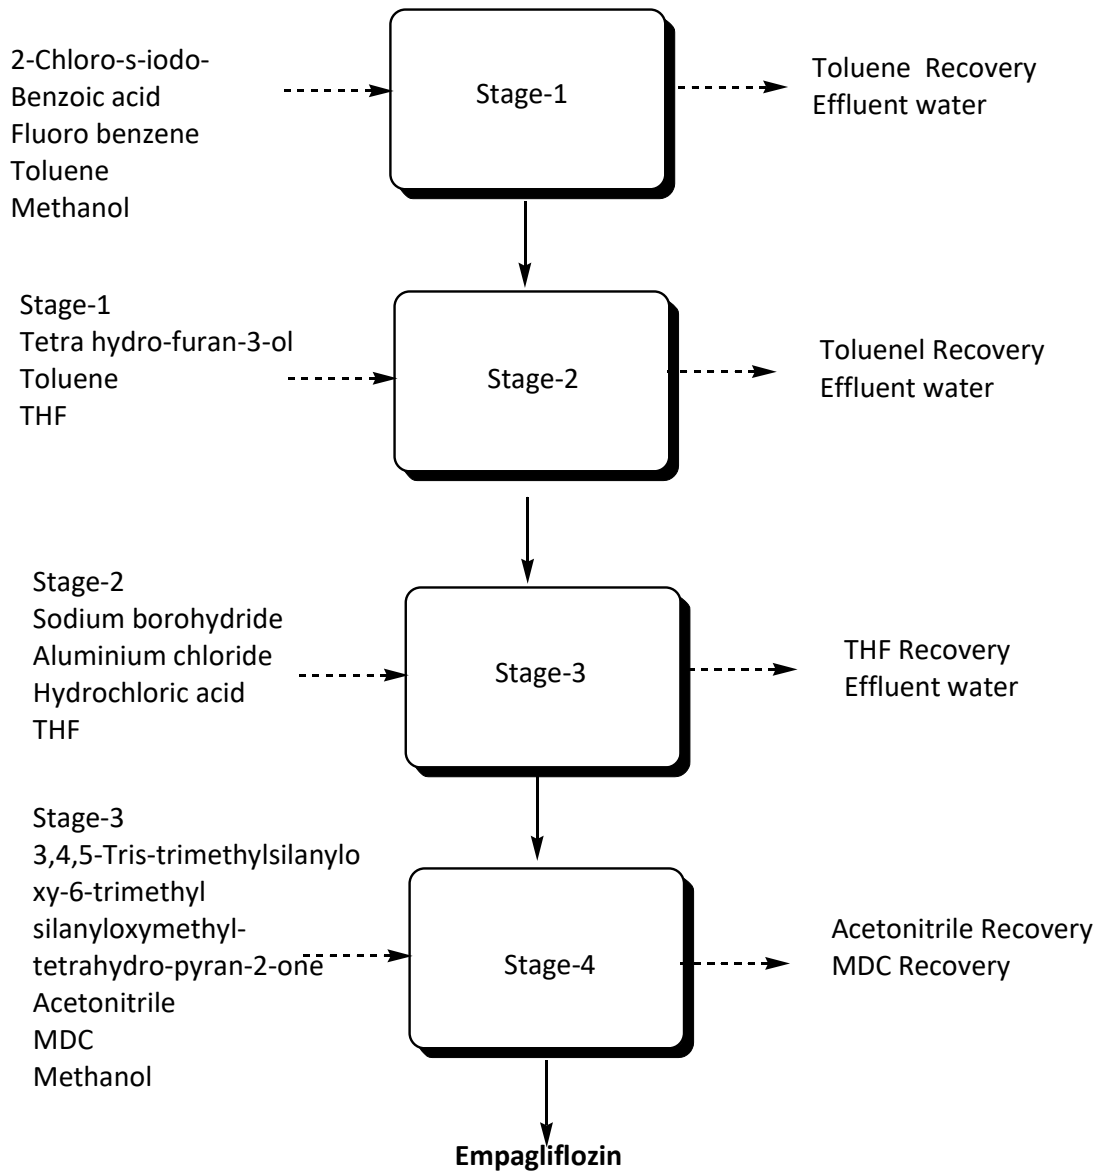 2-Chloro-s-iodo-
Benzoic acid
Fluoro benzene
Toluene
Methanol
Stage-1
Toluene Recovery
Effluent water
Stage-1
Tetra hydro-furan-3-ol
Toluene
THF
Stage-2
Toluenel Recovery
Effluent water
Stage-2
Sodium borohydride
Aluminium chloride
Hydrochloric acid
THF
Stage-3
THF Recovery
Effluent water
Stage-3
3,4,5-Tris-trimethylsilanylo
xy-6-trimethyl
silanyloxymethyl-
tetrahydro-pyran-2-one
Acetonitrile
MDC
Methanol
Stage-4
Acetonitrile Recovery
MDC Recovery
Empagliflozin